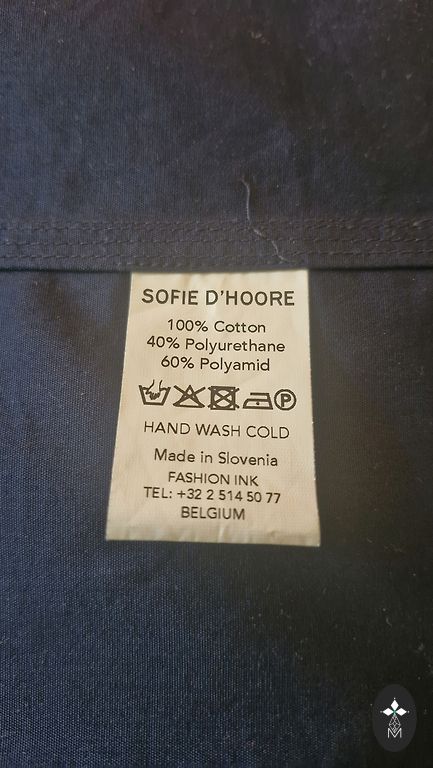 SOFIE D'HOORE
100% Cotton
40% Polyurethane
60% Polyamid
P
HAND WASH COLD
Made in Slovenia
FASHION INK
TEL: +32 2 514 50 77
BELGIUM
M